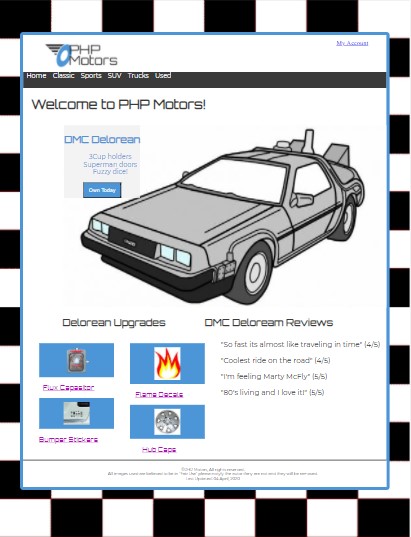 PHP
Motors
My Account
Home Classic Sports SUV Trucks Used
Welcome to PHP Motors!
DMC Delorean
3Cup holders
Superman doors
Fuzzy dice!
Own Today
Delorean Upgrades
DMC Deloream Reviews
Flux Capacitor
Flame Decals
Bumper Stickers
Hub Caps
"So fast its almost like traveling in time" (4/5)
"Coolest ride on the road" (4/5)
"I'm feeling Marty McFly" (5/5)
"80's living and I love it!" (5/5)
©PHP Motors, All rights reserved.
All images used are believed to be in "Fair Use" please notify the author if any are not and they will be removed.
Last Updated: 04 April, 2020